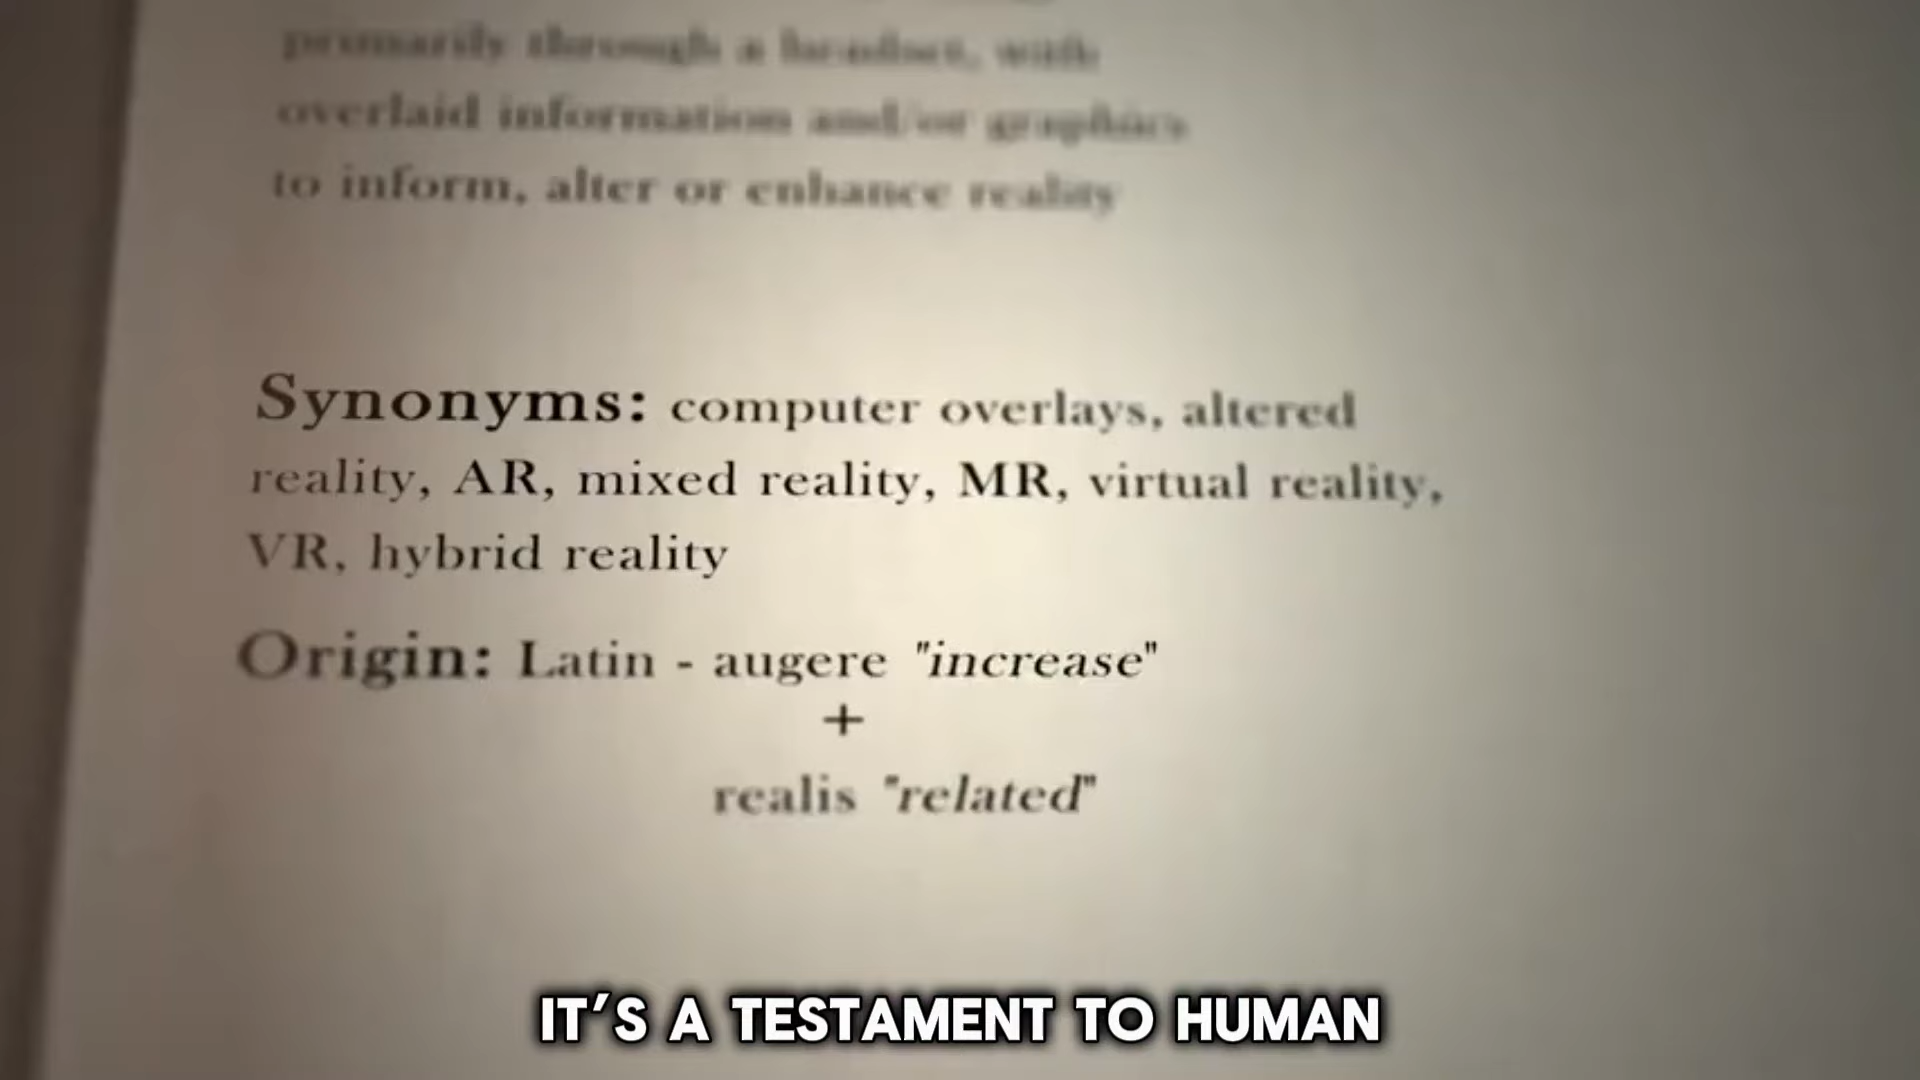 primarily through a headset, with
overlaid information and/or graphics
to inform, alter or enhance reality
Synonyms: computer overlays, altered
reality, AR, mixed reality, MR, virtual reality,
VR, hybrid reality
Origin: Latin - augere "increase"
+
realis "related"
IT'S A TESTAMENT TO HUMAN